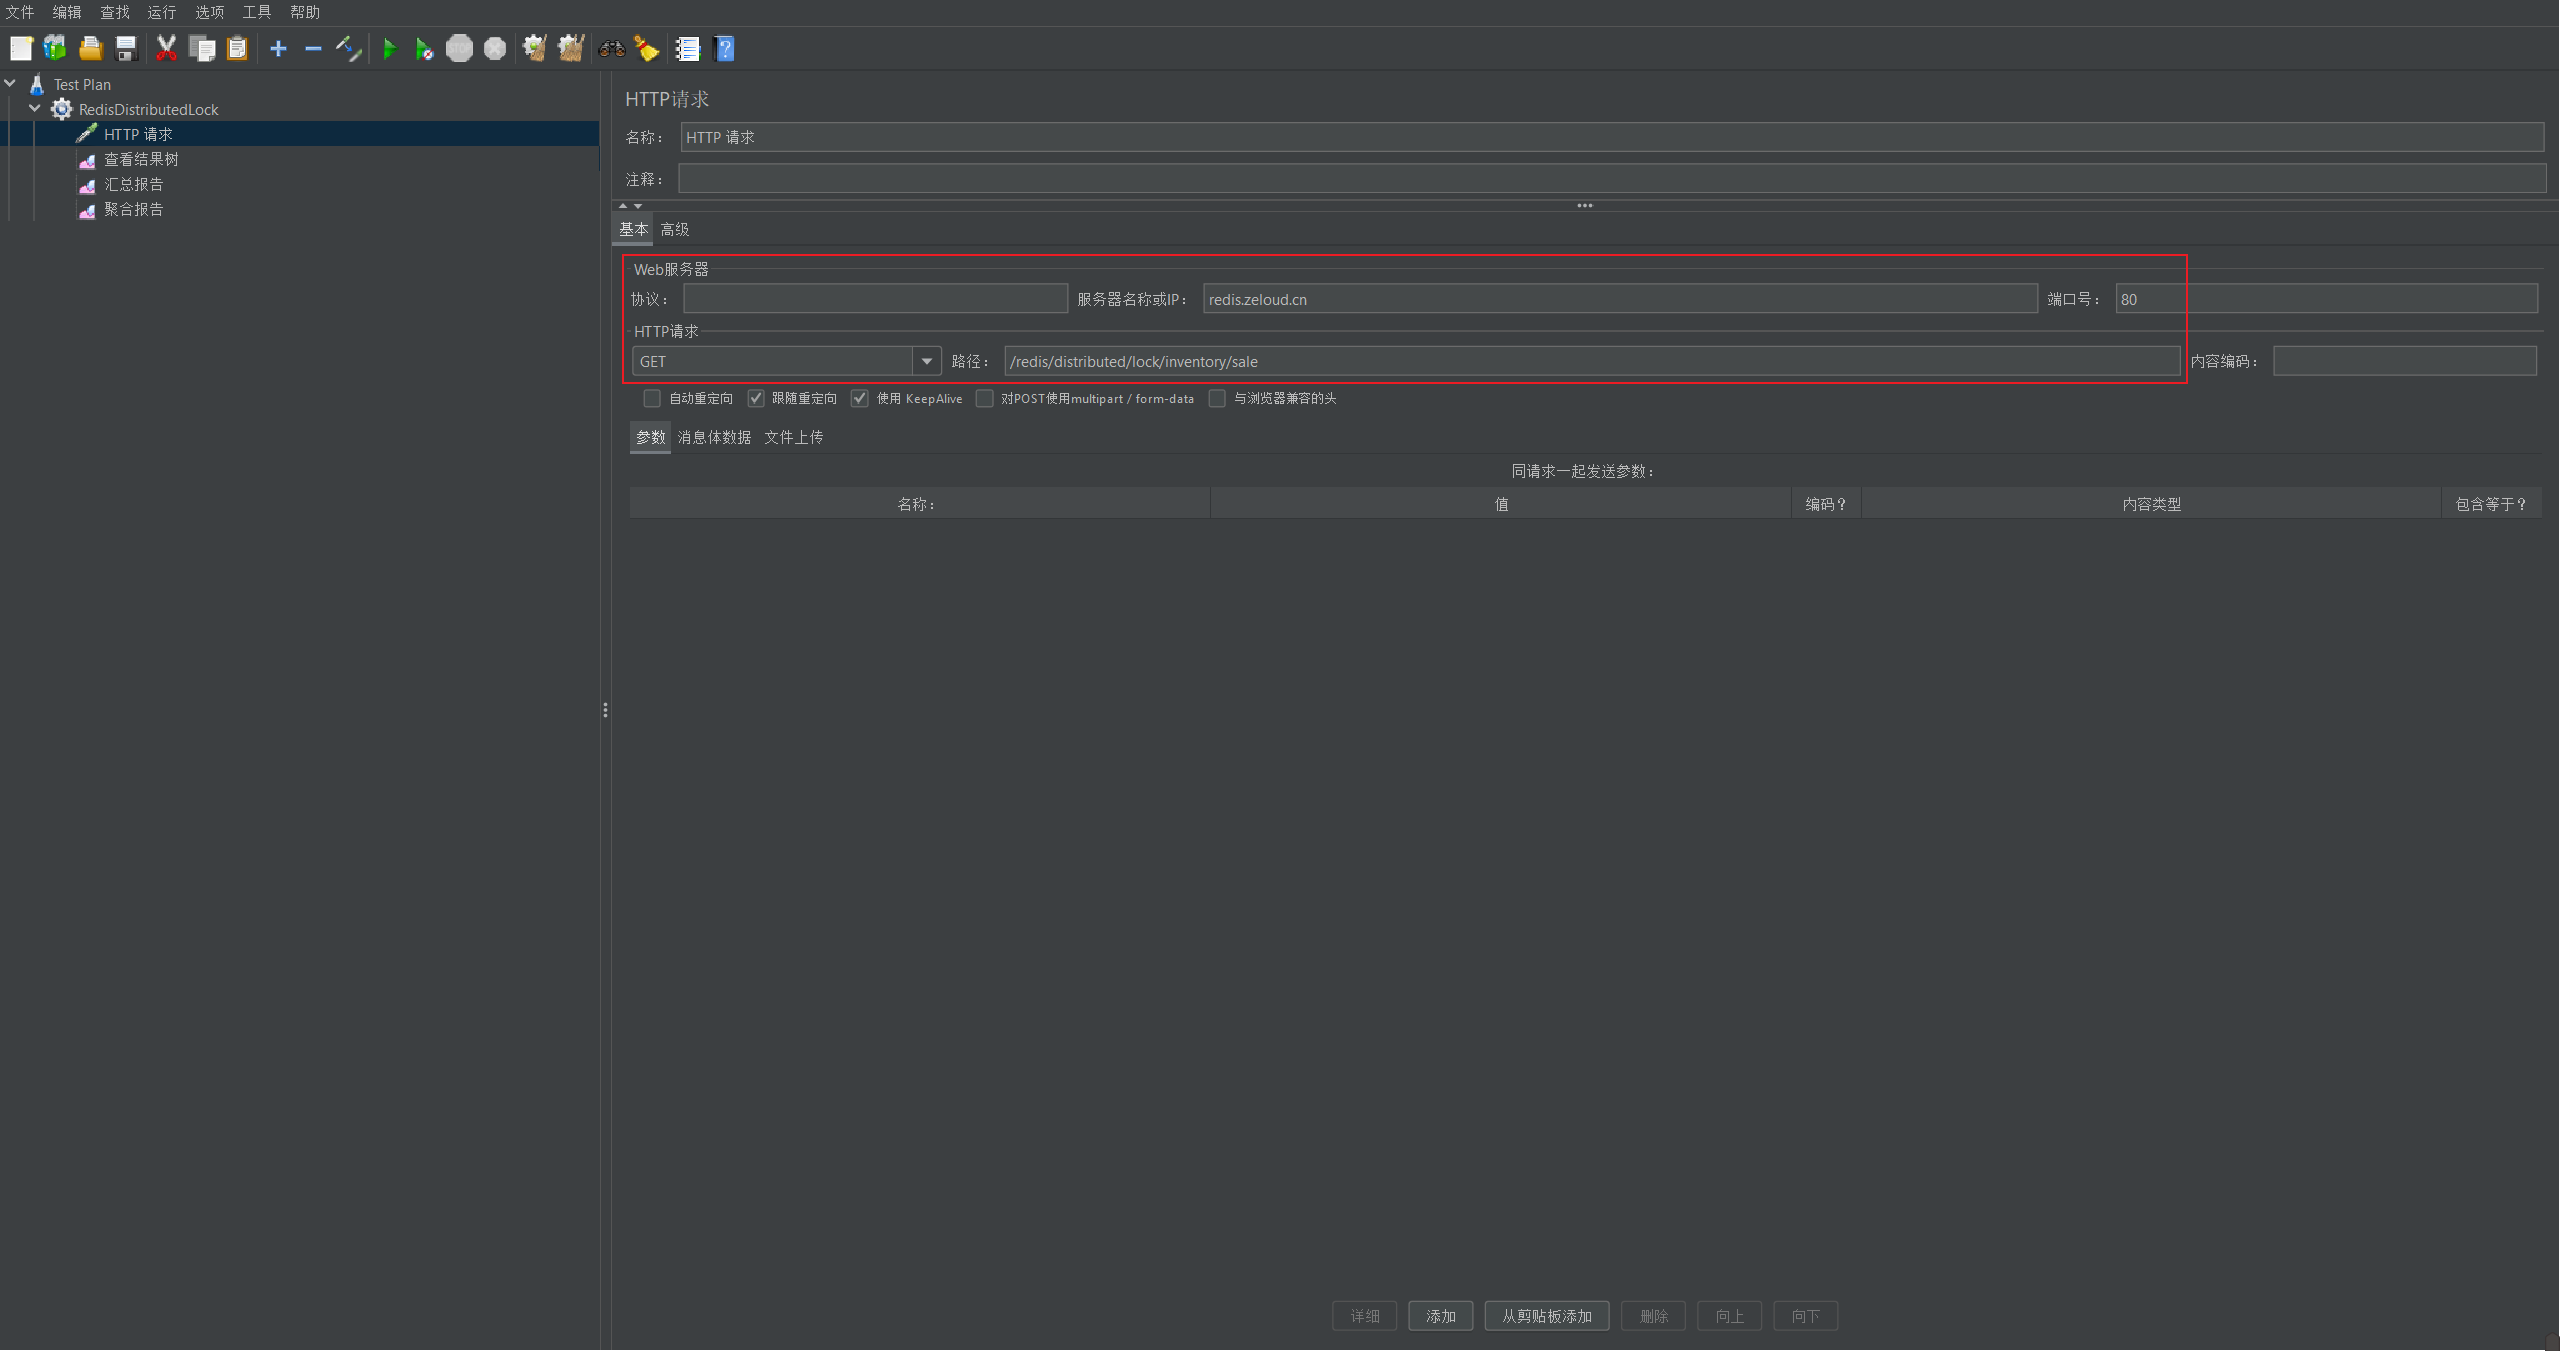 文件 编辑 查找 运行 选项 工具 帮助
STOP
Test Plan
RedisDistributedLock
HTTP 请求
查看结果树
汇总报告
聚合报告
HTTP请求
名称： HTTP 请求
注释：
基本 高级
Web服务器
协议： 服务器名称或IP： redis.zeloud.cn 端口号： 80
HTTP请求
GET 路径： /redis/distributed/lock/inventory/sale 内容编码：
自动重定向 跟随重定向 使用 KeepAlive 对POST使用multipart / form-data 与浏览器兼容的头
参数 消息体数据 文件上传
同请求一起发送参数：
名称： 值 编码？ 内容类型 包含等于？
详细 添加 从剪贴板添加 删除 向上 向下